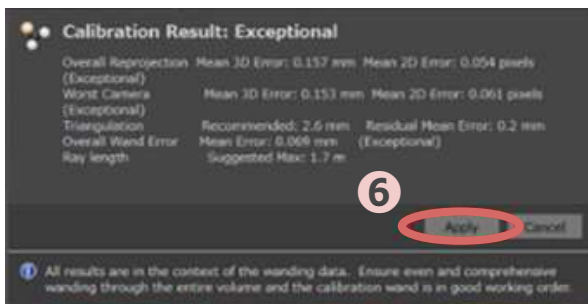 Calibration Result: Exceptional
Overall Reprojection Mean 3D Error: 0.157 mm Mean 2D Error: 0.054 pixels
(Exceptional)
Worst Camera Mean 3D Error: 0.153 mm Mean 2D Error: 0.061 pixels
(Exceptional)
Triangulation Recommended: 2.6 mm Residual Mean Error: 0.2 mm
Overall Wand Error Mean Error: 0.069 mm (Exceptional)
Ray length Suggested Max: 1.7 m
6
Apply Cancel
All results are in the context of the wanding data. Ensure even and comprehensive
wanding through the entire volume and the calibration wand is in good working order.